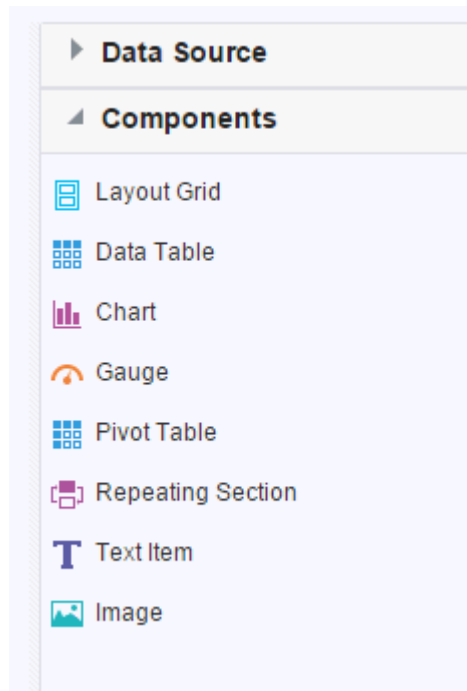 Data Source
Components
Layout Grid
Data Table
Chart
Gauge
Pivot Table
Repeating Section
Text Item
Image